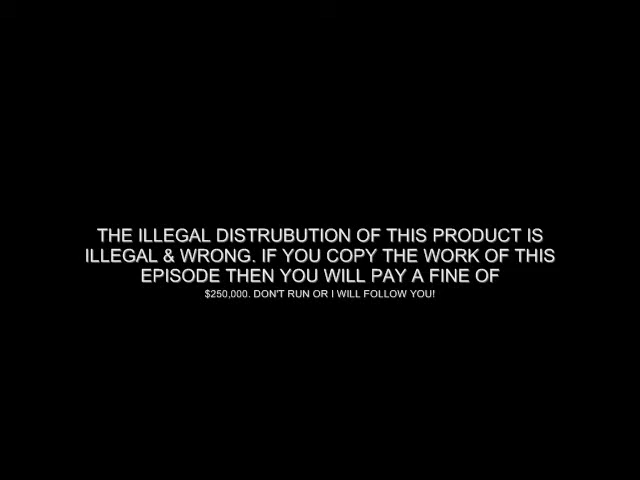 THE ILLEGAL DISTRUBUTION OF THIS PRODUCT IS
ILLEGAL & WRONG. IF YOU COPY THE WORK OF THIS
EPISODE THEN YOU WILL PAY A FINE OF
$250,000. DON'T RUN OR I WILL FOLLOW YOU!